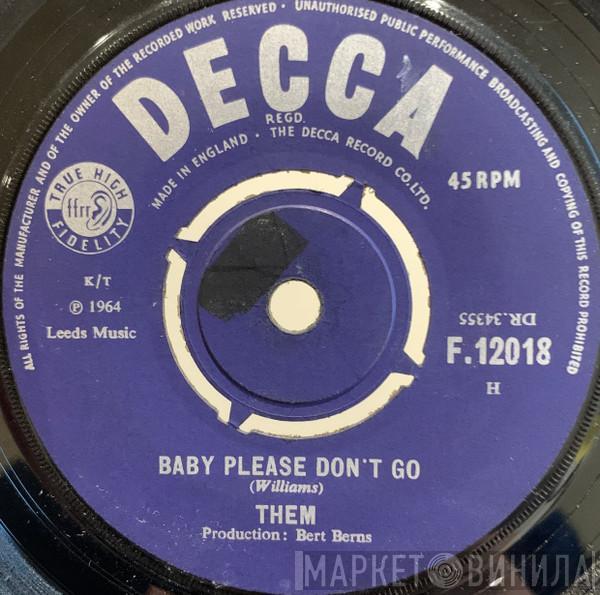 ALL RIGHTS OF THE MANUFACTURER AND OF THE OWNER OF THE RECORDED WORK RESERVED · UNAUTHORISED PUBLIC PERFORMANCE BROADCASTING AND COPYING OF THIS RECORD PROHIBITED
DECCA
REGD.
MADE IN ENGLAND · THE DECCA RECORD CO. LTD.
TRUE HIGH
ffrr
FIDELITY
45 RPM
K/T
℗ 1964
Leeds Music
DR.34355
F.12018
H
BABY PLEASE DON'T GO
(Williams)
THEM
Production: Bert Berns
МАРКЕТ ВИНИЛА